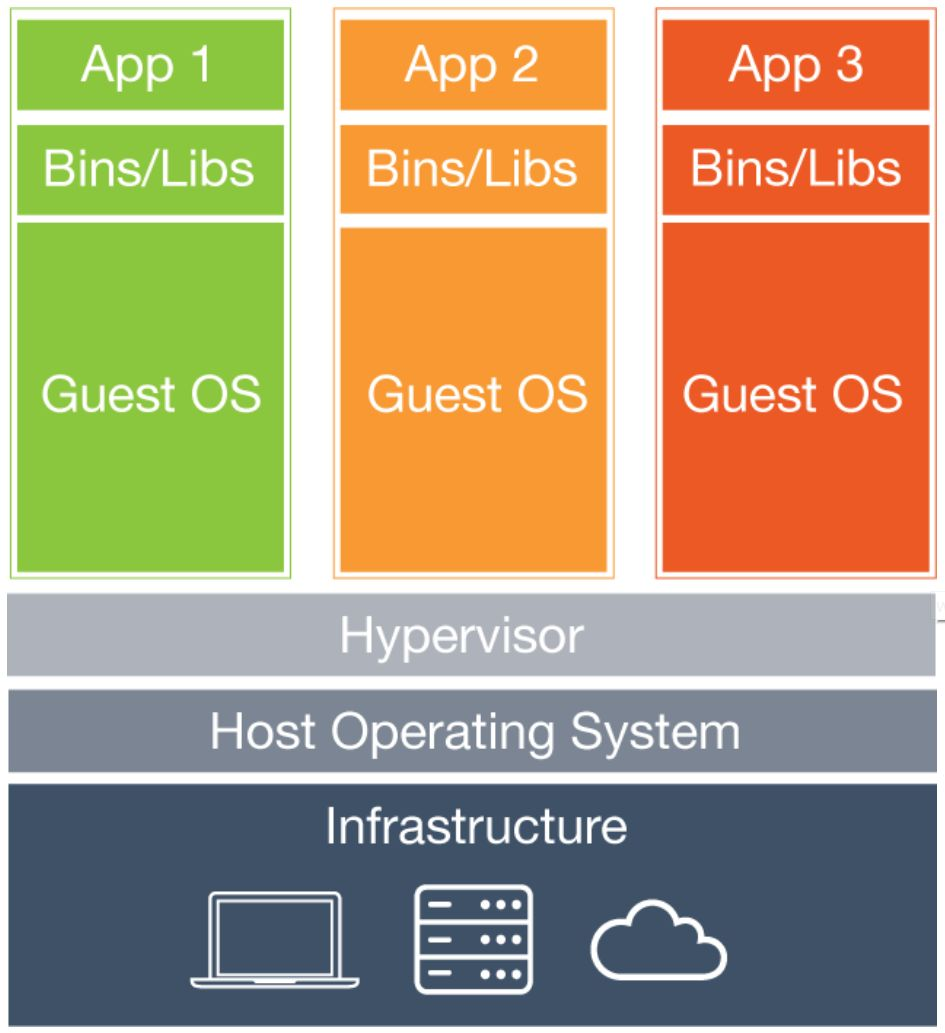 App 1
App 2
App 3
Bins/Libs
Bins/Libs
Bins/Libs
Guest OS
Guest OS
Guest OS
Hypervisor
Host Operating System
Infrastructure